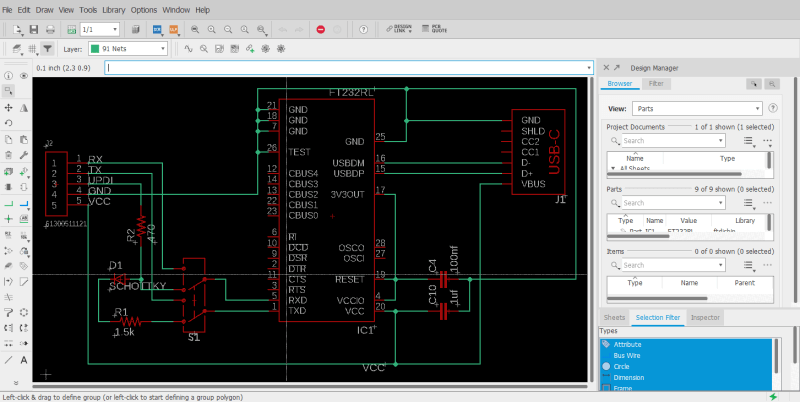 File Edit Draw View Tools Library Options Window Help
1/1
SCR
ULP
DESIGN LINK
PCB QUOTE
Layer:
91 Nets
0.1 inch (2.3 0.9)
FT232RL
21 GND
18 GND
7 GND
26 TEST
12 CBUS4
14 CBUS3
13 CBUS2
22 CBUS1
23 CBUS0
6 RI
10 DCD
9 DSR
2 DTR
11 CTS
3 RTS
5 RXD
1 TXD
GND 25
USBDM 16
USBDP 15
3V3OUT 17
OSCO 28
OSCI 27
RESET 19
VCCIO 4
VCC 20
IC1
J2
1 1 RX
2 2 TX
3 3 UPDI
4 4 GND
5 5 VCC
61300511121
R2
470
D1
SCHOTTKY
R1
1.5k
S1
C4
100nf
C10
1uf
VCC
GND
SHLD
CC2
CC1
D-
D+
VBUS
USB-C
J1
Design Manager
Browser Filter
View: Parts
Project Documents 1 of 1 shown (1 selected)
Search
Name Type
All Sheets
Parts 9 of 9 shown (0 selected)
Search
Type Name Value Library
Part IC1 FT232RL ftdichip
Items 0 of 0 shown (0 selected)
Search
Type Name Parent
Sheets Selection Filter Inspector
Types
Attribute
Bus Wire
Circle
Dimension
Frame
Left-click & drag to define group (or left-click to start defining a group polygon)